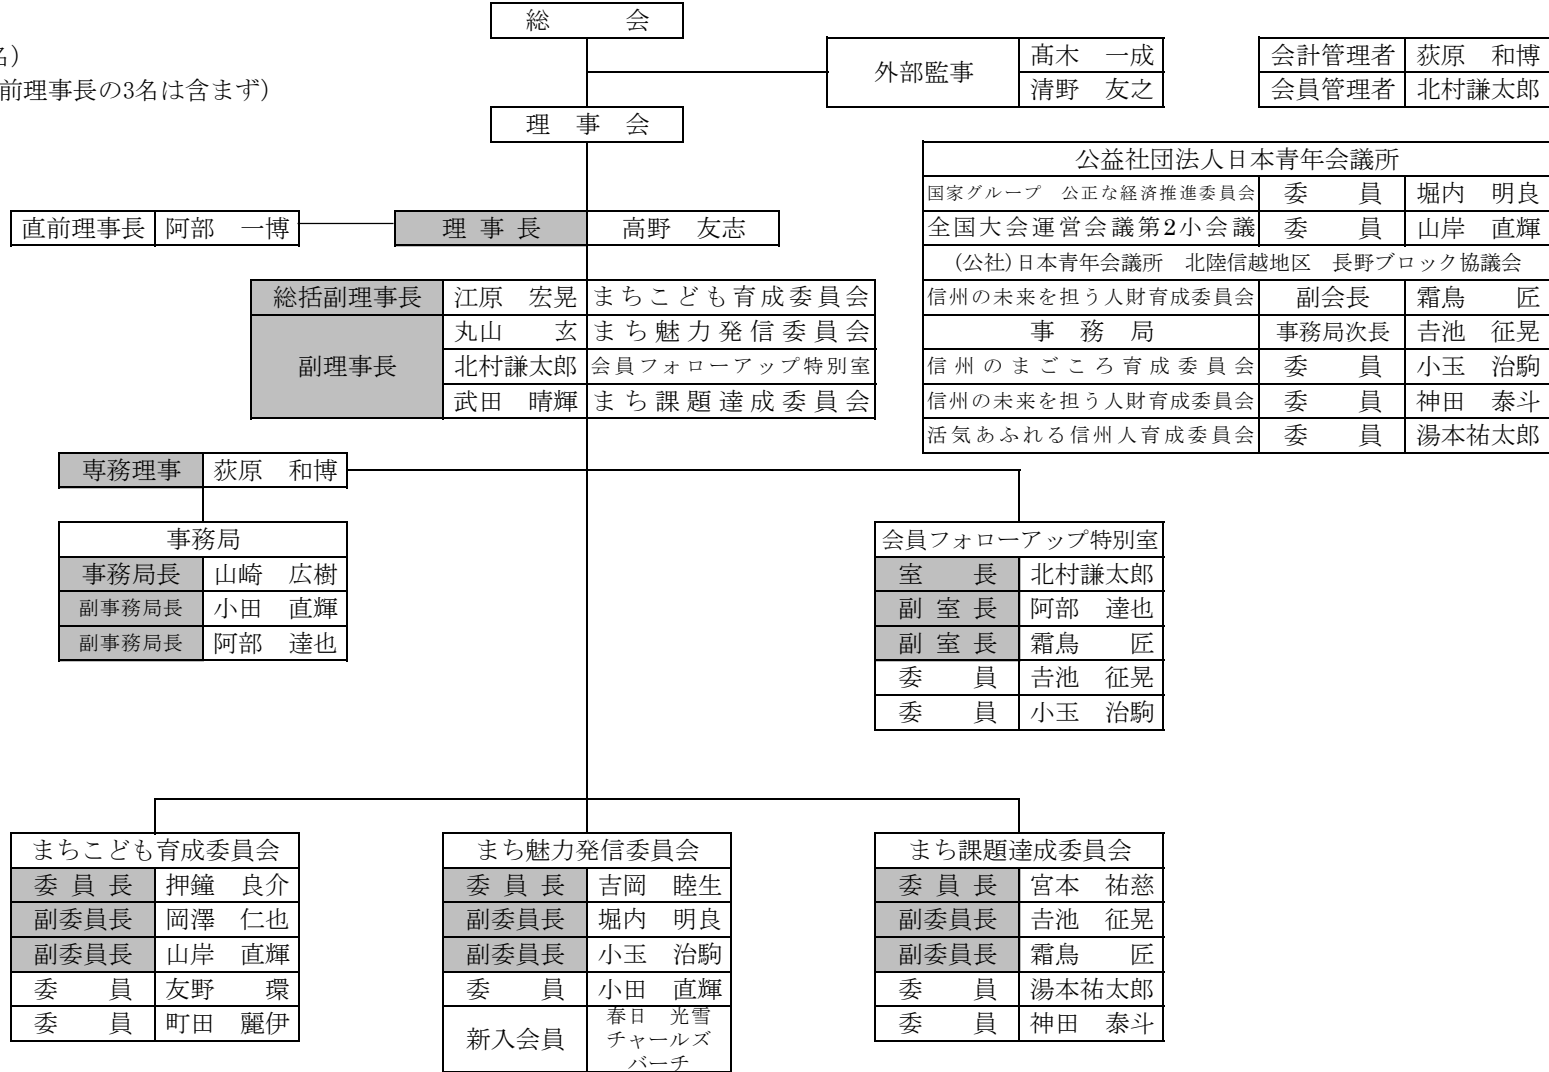 総　会
名)
前理事長の3名は含まず)
外部監事 髙木　一成
清野　友之
会計管理者 荻原　和博
会員管理者 北村謙太郎
理　事　会
公益社団法人日本青年会議所
国家グループ　公正な経済推進委員会 委　員 堀内　明良
全国大会運営会議第2小会議 委　員 山岸　直輝
(公社)日本青年会議所　北陸信越地区　長野ブロック協議会
信州の未来を担う人財育成委員会 副会長 霜鳥　匠
事　務　局 事務局次長 吉池　征晃
信州のまごころ育成委員会 委　員 小玉　治駒
信州の未来を担う人財育成委員会 委　員 神田　泰斗
活気あふれる信州人育成委員会 委　員 湯本祐太郎
直前理事長 阿部　一博
理　事　長 高野　友志
総括副理事長 江原　宏晃 まちこども育成委員会
副理事長 丸山　玄 まち魅力発信委員会
北村謙太郎 会員フォローアップ特別室
武田　晴輝 まち課題達成委員会
専務理事 荻原　和博
事務局
事務局長 山崎　広樹
副事務局長 小田　直輝
副事務局長 阿部　達也
会員フォローアップ特別室
室　長 北村謙太郎
副　室　長 阿部　達也
副　室　長 霜鳥　匠
委　員 吉池　征晃
委　員 小玉　治駒
まちこども育成委員会
委　員　長 押鐘　良介
副委員長 岡澤　仁也
副委員長 山岸　直輝
委　員 友野　環
委　員 町田　麗伊
まち魅力発信委員会
委　員　長 吉岡　睦生
副委員長 堀内　明良
副委員長 小玉　治駒
委　員 小田　直輝
新入会員 春日　光雪
チャールズ
バーチ
まち課題達成委員会
委　員　長 宮本　祐慈
副委員長 吉池　征晃
副委員長 霜鳥　匠
委　員 湯本祐太郎
委　員 神田　泰斗